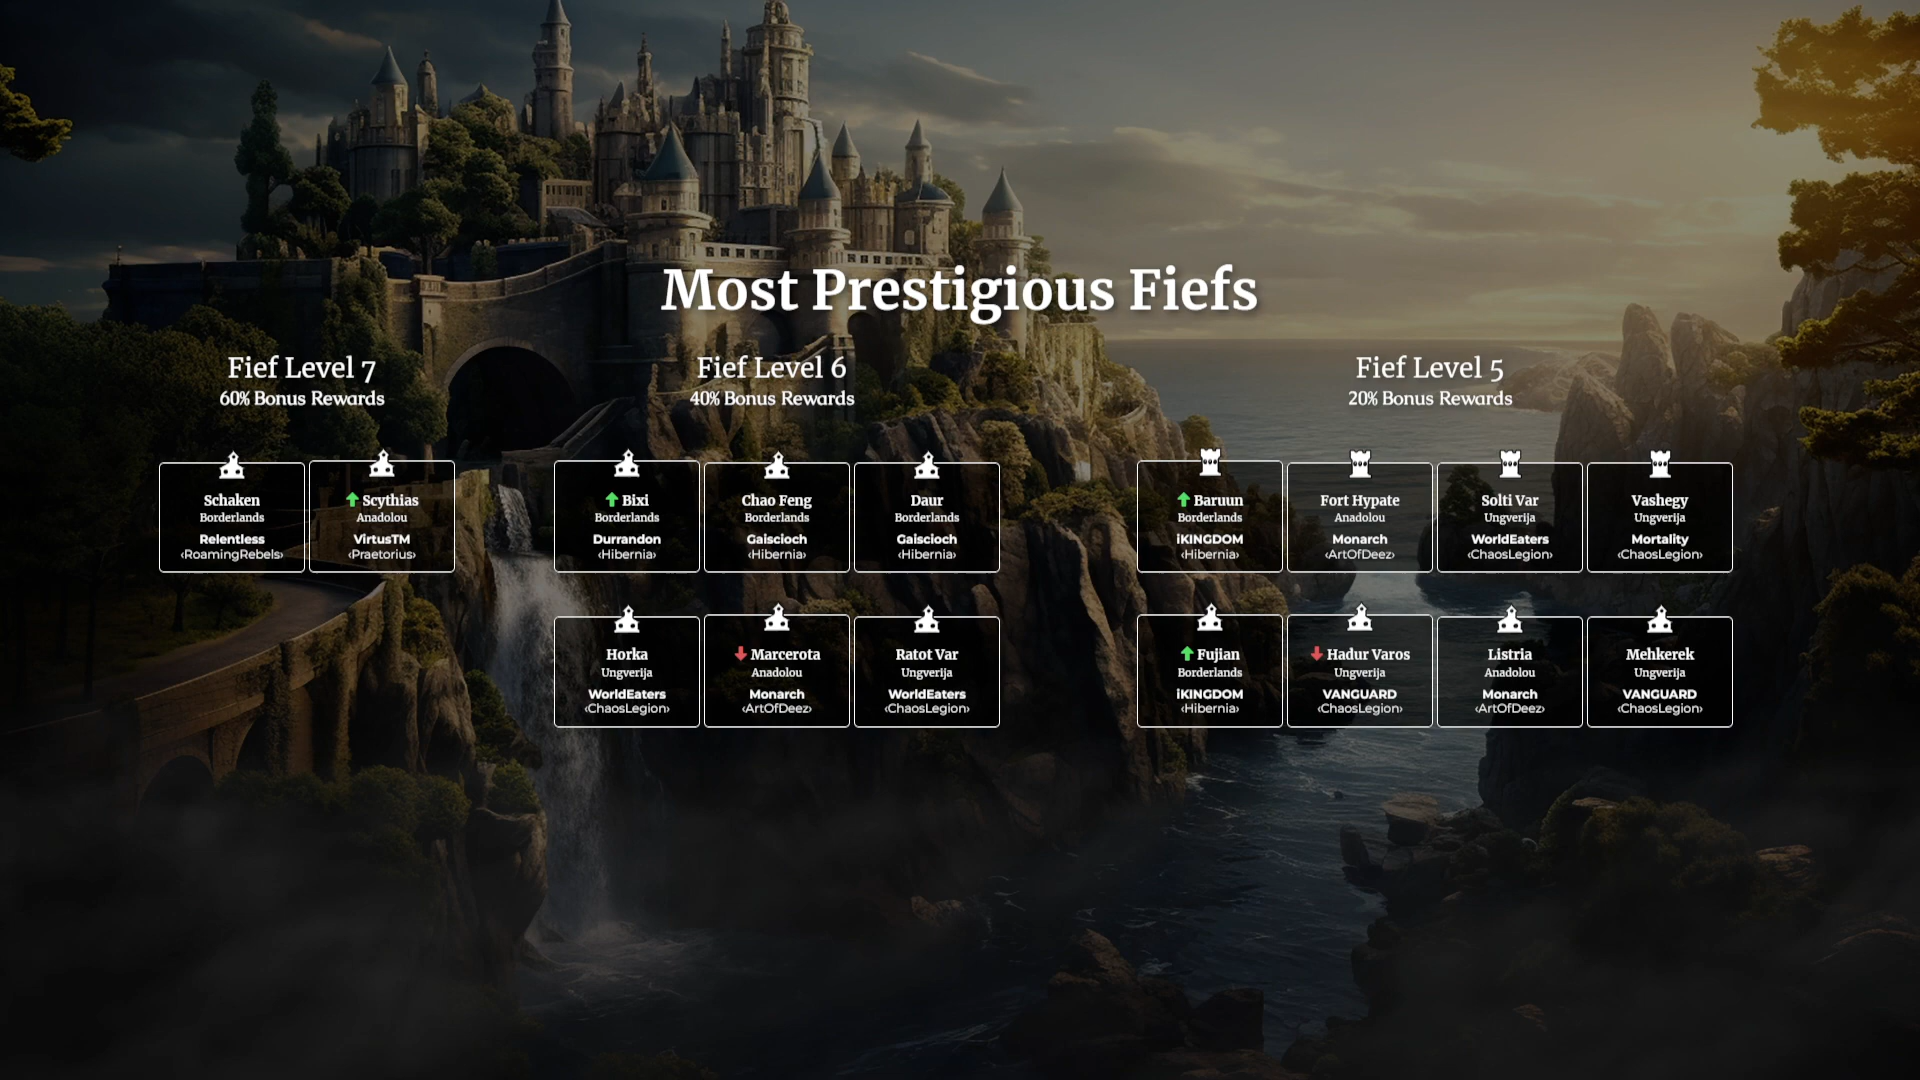 Most Prestigious Fiefs
Fief Level 7
60% Bonus Rewards
Schaken
Borderlands
Relentless
‹RoamingRebels›
Scythias
Anadolou
VirtusTM
‹Praetorius›
Fief Level 6
40% Bonus Rewards
Bixi
Borderlands
Durrandon
‹Hibernia›
Chao Feng
Borderlands
Gaiscioch
‹Hibernia›
Daur
Borderlands
Gaiscioch
‹Hibernia›
Horka
Ungverija
WorldEaters
‹ChaosLegion›
Marcerota
Anadolou
Monarch
‹ArtOfDeez›
Ratot Var
Ungverija
WorldEaters
‹ChaosLegion›
Fief Level 5
20% Bonus Rewards
Baruun
Borderlands
iKINGDOM
‹Hibernia›
Fort Hypate
Anadolou
Monarch
‹ArtOfDeez›
Solti Var
Ungverija
WorldEaters
‹ChaosLegion›
Vashegy
Ungverija
Mortality
‹ChaosLegion›
Fujian
Borderlands
iKINGDOM
‹Hibernia›
Hadur Varos
Ungverija
VANGUARD
‹ChaosLegion›
Listria
Anadolou
Monarch
‹ArtOfDeez›
Mehkerek
Ungverija
VANGUARD
‹ChaosLegion›